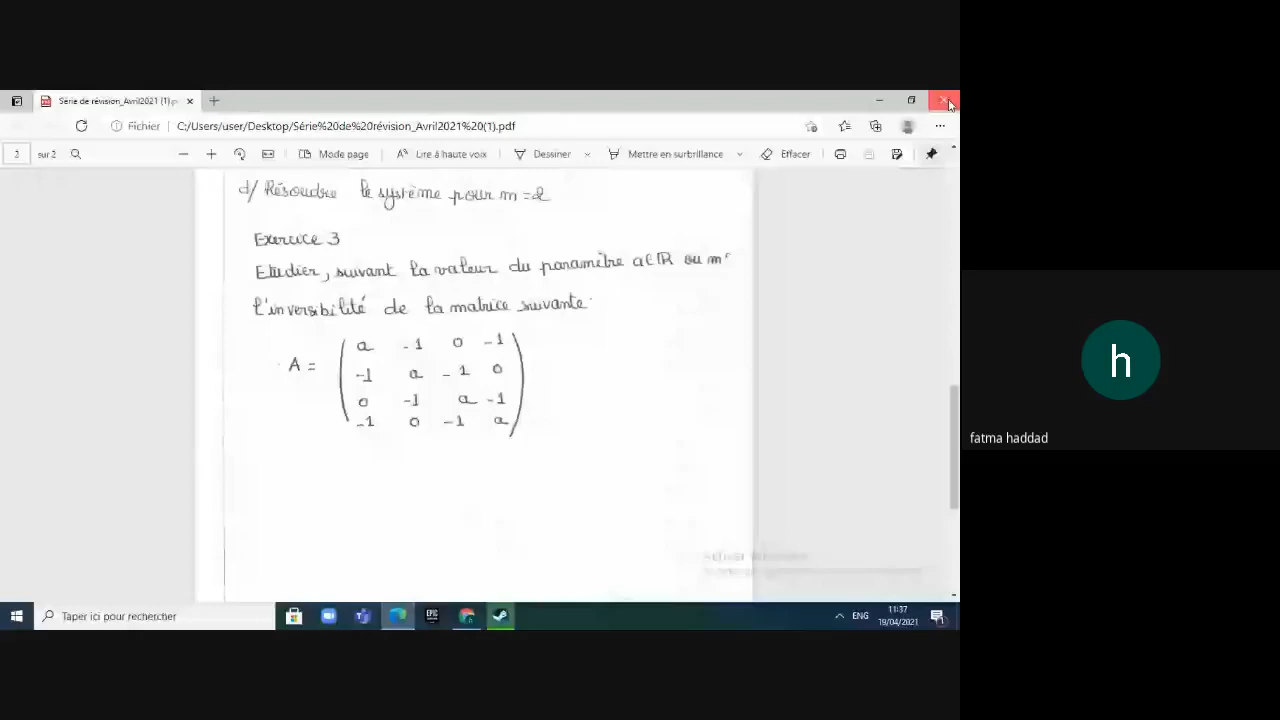 Série de révision_Avril2021 (1).p
Fichier C:/Users/user/Desktop/Série%20de%20révision_Avril2021%20(1).pdf
2 sur 2 Mode page Lire à haute voix Dessiner Mettre en surbrillance Effacer
d/ Résoudre le système pour m=2
Exercice 3
Etudier, suivant la valeur du paramètre a∈ℝ ou m
l'inversibilité de la matrice suivante
A = ( a -1 0 -1
-1 a -1 0
0 -1 a -1
-1 0 -1 a )
h
fatma haddad
Taper ici pour rechercher EPIC ENG 11:37
19/04/2021